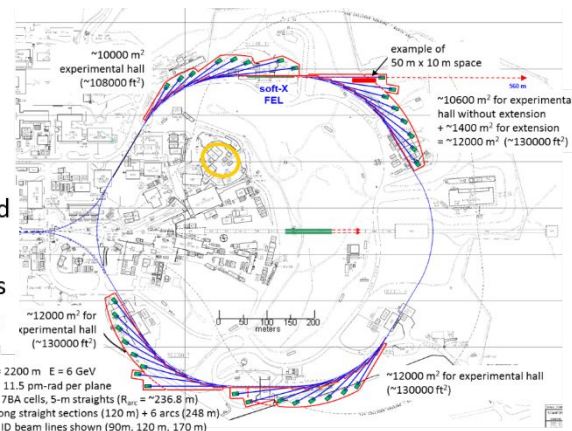 ~10000 m²
experimental hall
(~108000 ft²)
example of
50 m x 10 m space
soft-X
FEL
560 m
~10600 m² for experimenta
hall without extension
+ ~1400 m² for extension
= ~12000 m² (~130000 ft²)
d
s
~12000 m² for
xperimental hall
(~130000 ft²)
0 50 100 150 200
meters
~12000 m² for experimental hall
(~130000 ft²)
= 2200 m E = 6 GeV
11.5 pm-rad per plane
7BA cells, 5-m straights (Rarc = ~236.8 m)
ong straight sections (120 m) + 6 arcs (248 m)
ID beam lines shown (90m, 120 m, 170 m)